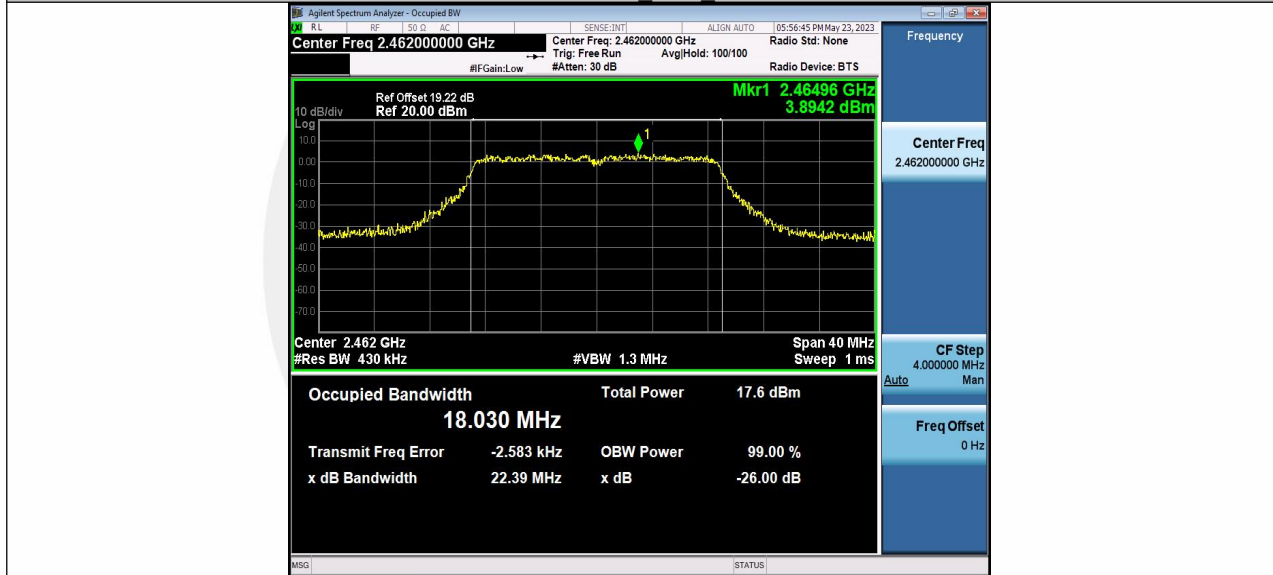 Agilent Spectrum Analyzer - Occupied BW
RL RF 50 Ω AC SENSE:INT ALIGN AUTO 05:56:45 PM May 23, 2023
Center Freq 2.462000000 GHz Center Freq: 2.462000000 GHz Radio Std: None Frequency
Trig: Free Run Avg|Hold: 100/100
#IFGain:Low #Atten: 30 dB Radio Device: BTS
Mkr1 2.46496 GHz
3.8942 dBm
Ref Offset 19.22 dB
10 dB/div Ref 20.00 dBm
Log
1
10.0
0.00
-10.0
-20.0
-30.0
-40.0
-50.0
-60.0
-70.0
Center Freq
2.462000000 GHz
Center 2.462 GHz Span 40 MHz
#Res BW 430 kHz #VBW 1.3 MHz Sweep 1 ms
CF Step
4.000000 MHz
Auto Man
Occupied Bandwidth Total Power 17.6 dBm
18.030 MHz
Transmit Freq Error -2.583 kHz OBW Power 99.00 %
x dB Bandwidth 22.39 MHz x dB -26.00 dB
Freq Offset
0 Hz
MSG STATUS